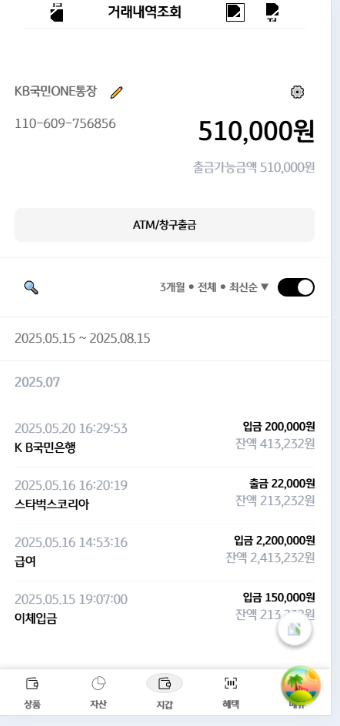 거래내역조회
KB국민ONE통장
110-609-756856
510,000원
출금가능금액 510,000원
ATM/창구출금
3개월 • 전체 • 최신순 ▼
2025.05.15 ~ 2025.08.15
2025.07
2025.05.20 16:29:53 입금 200,000원
K B국민은행 잔액 413,232원
2025.05.16 16:20:19 출금 22,000원
스타벅스코리아 잔액 213,232원
2025.05.16 14:53:16 입금 2,200,000원
급여 잔액 2,413,232원
2025.05.15 19:07:00 입금 150,000원
이체입금 잔액
상품 자산 지갑 혜택